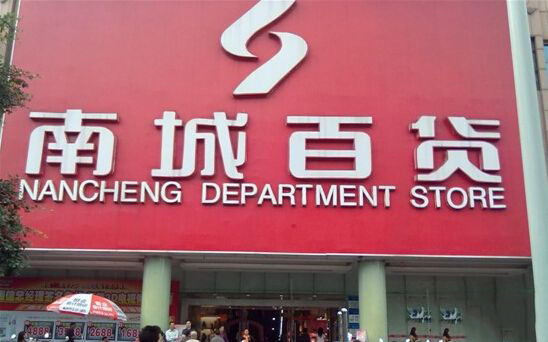 南城百货
NANCHENG DEPARTMENT STORE